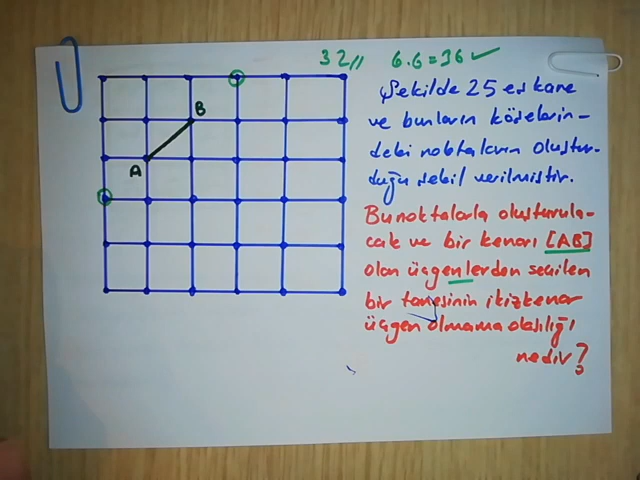 32// 6.6=36 ✓
Şekilde 25 eş kare
ve bunların köşelerin-
deki noktaların oluştur-
duğu şekil verilmiştir.
Bu noktalarla oluşturula-
cak ve bir kenarı [AB]
olan üçgenlerden seçilen
bir tanesinin ikizkenar
üçgen olmama olasılığı
nedir?
B
A